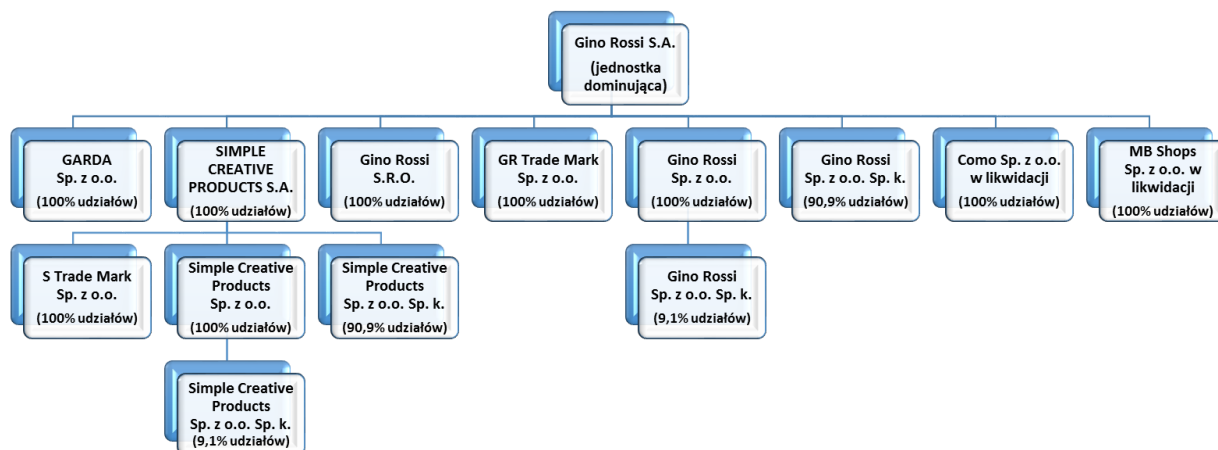 Gino Rossi S.A.
(jednostka
dominująca)
GARDA
Sp. z o.o.
(100% udziałów)
SIMPLE
CREATIVE
PRODUCTS S.A.
(100% udziałów)
Gino Rossi
S.R.O.
(100% udziałów)
GR Trade Mark
Sp. z o.o.
(100% udziałów)
Gino Rossi
Sp. z o.o.
(100% udziałów)
Gino Rossi
Sp. z o.o. Sp. k.
(90,9% udziałów)
Como Sp. z o.o.
w likwidacji
(100% udziałów)
MB Shops
Sp. z o.o. w
likwidacji
(100% udziałów)
S Trade Mark
Sp. z o.o.
(100% udziałów)
Simple Creative
Products
Sp. z o.o.
(100% udziałów)
Simple Creative
Products
Sp. z o.o. Sp. k.
(90,9% udziałów)
Gino Rossi
Sp. z o.o. Sp. k.
(9,1% udziałów)
Simple Creative
Products
Sp. z o.o. Sp. k.
(9,1% udziałów)